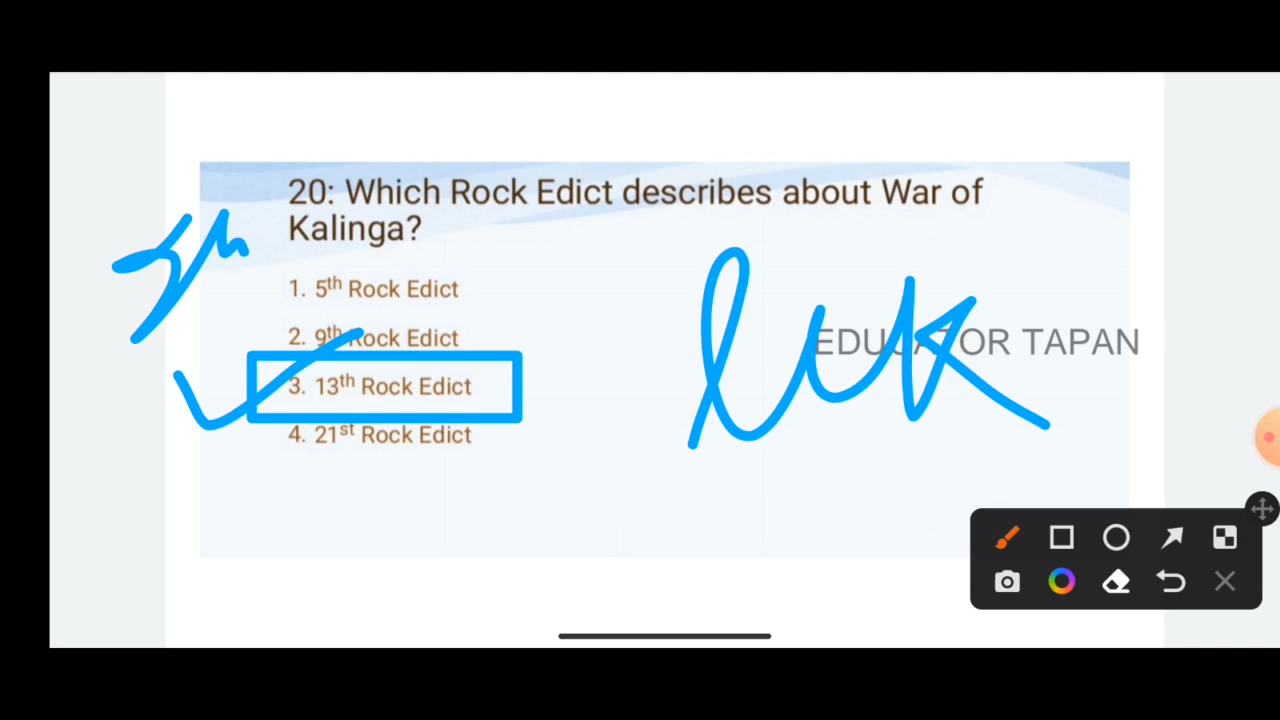 20: Which Rock Edict describes about War of
Kalinga?
1. 5th Rock Edict
2. 9th Rock Edict
3. 13th Rock Edict
4. 21st Rock Edict
EDUCATOR TAPAN